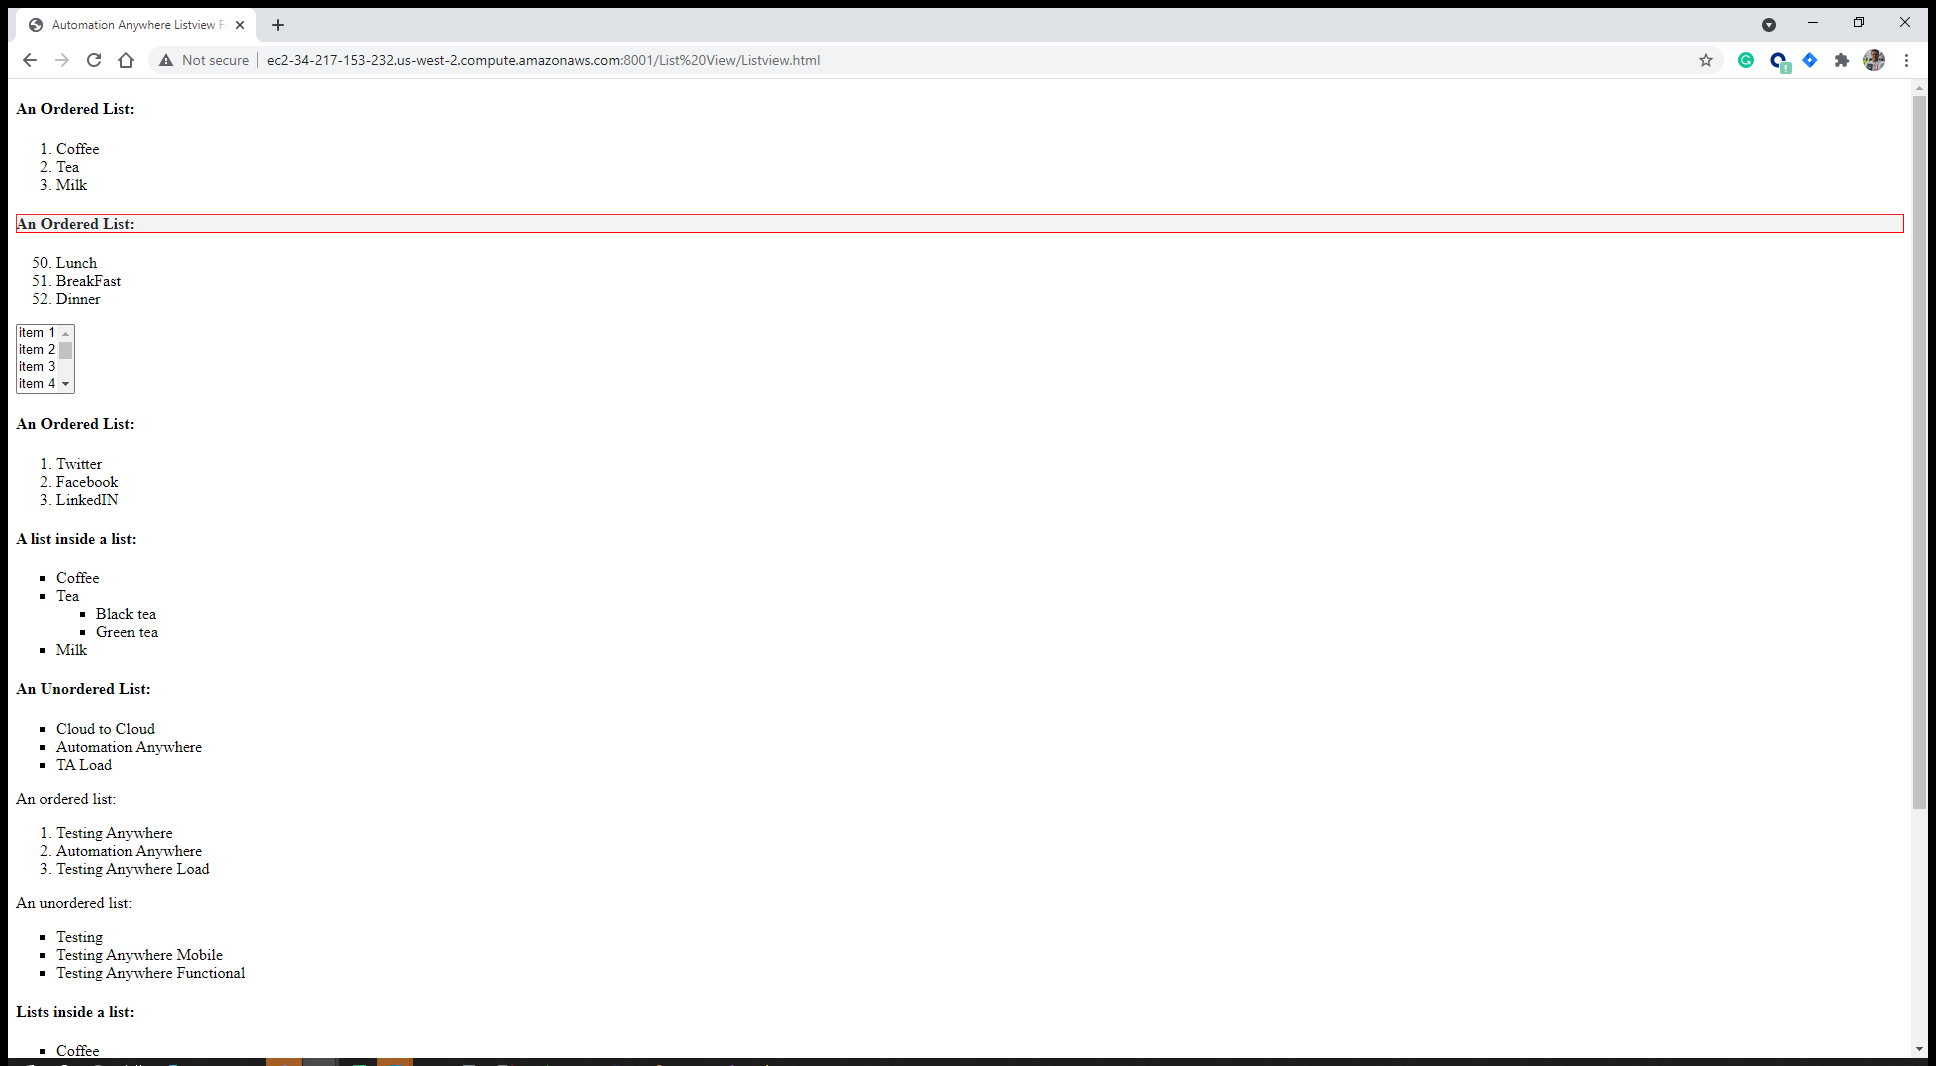 Automation Anywhere Listview F
Not secure
ec2-34-217-153-232.us-west-2.compute.amazonaws.com:8001/List%20View/Listview.html
An Ordered List:
1. Coffee
2. Tea
3. Milk
An Ordered List:
50. Lunch
51. BreakFast
52. Dinner
item 1
item 2
item 3
item 4
An Ordered List:
1. Twitter
2. Facebook
3. LinkedIN
A list inside a list:
Coffee
Tea
Black tea
Green tea
Milk
An Unordered List:
Cloud to Cloud
Automation Anywhere
TA Load
An ordered list:
1. Testing Anywhere
2. Automation Anywhere
3. Testing Anywhere Load
An unordered list:
Testing
Testing Anywhere Mobile
Testing Anywhere Functional
Lists inside a list:
Coffee